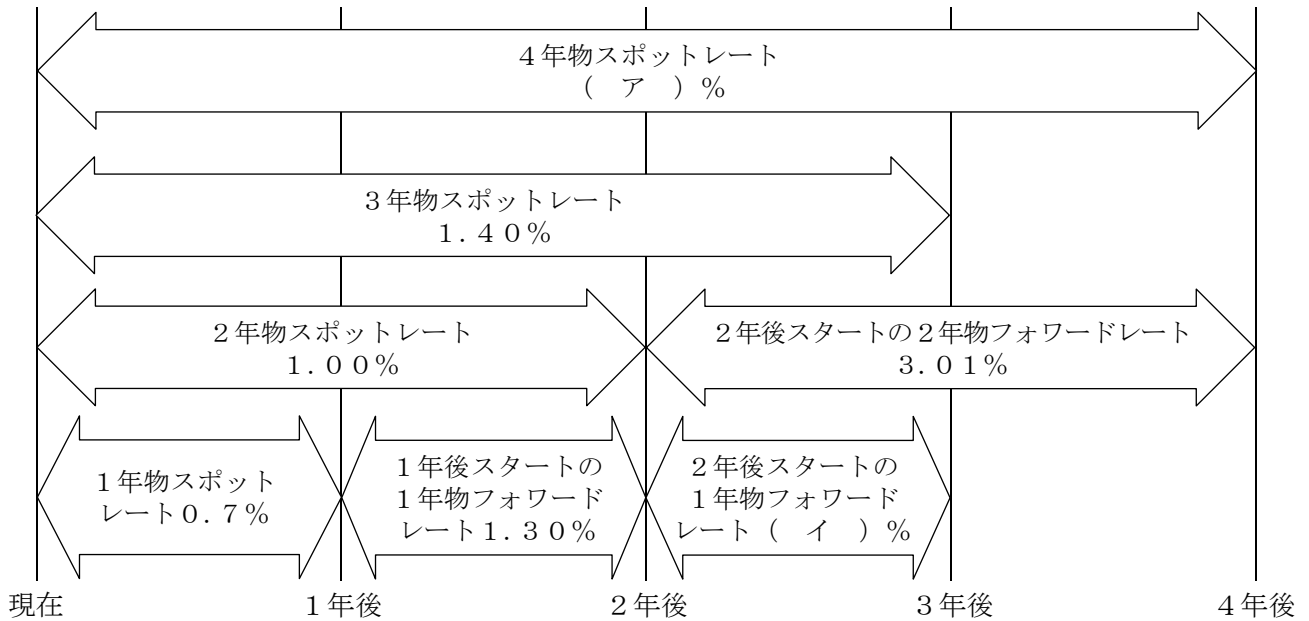 ４年物スポットレート
（　ア　）％
３年物スポットレート
１.４０％
２年物スポットレート
１.００％
２年後スタートの２年物フォワードレート
３.０１％
１年物スポット
レート０.７％
１年後スタートの
１年物フォワード
レート１.３０％
２年後スタートの
１年物フォワード
レート（　イ　）％
現在
１年後
２年後
３年後
４年後